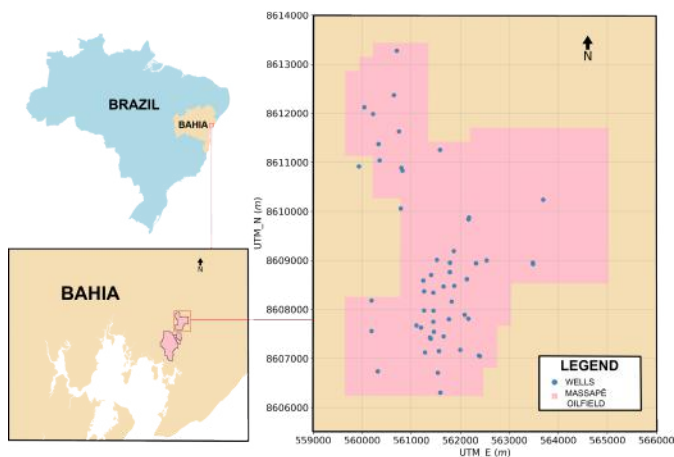 BRAZIL
BAHIA
N
BAHIA
8614000
8613000
8612000
8611000
8610000
8609000
8608000
8607000
8606000
UTM_N (m)
N
LEGEND
WELLS
MASSAPÊ
OILFIELD
559000 560000 561000 562000 563000 564000 565000 566000
UTM_E (m)